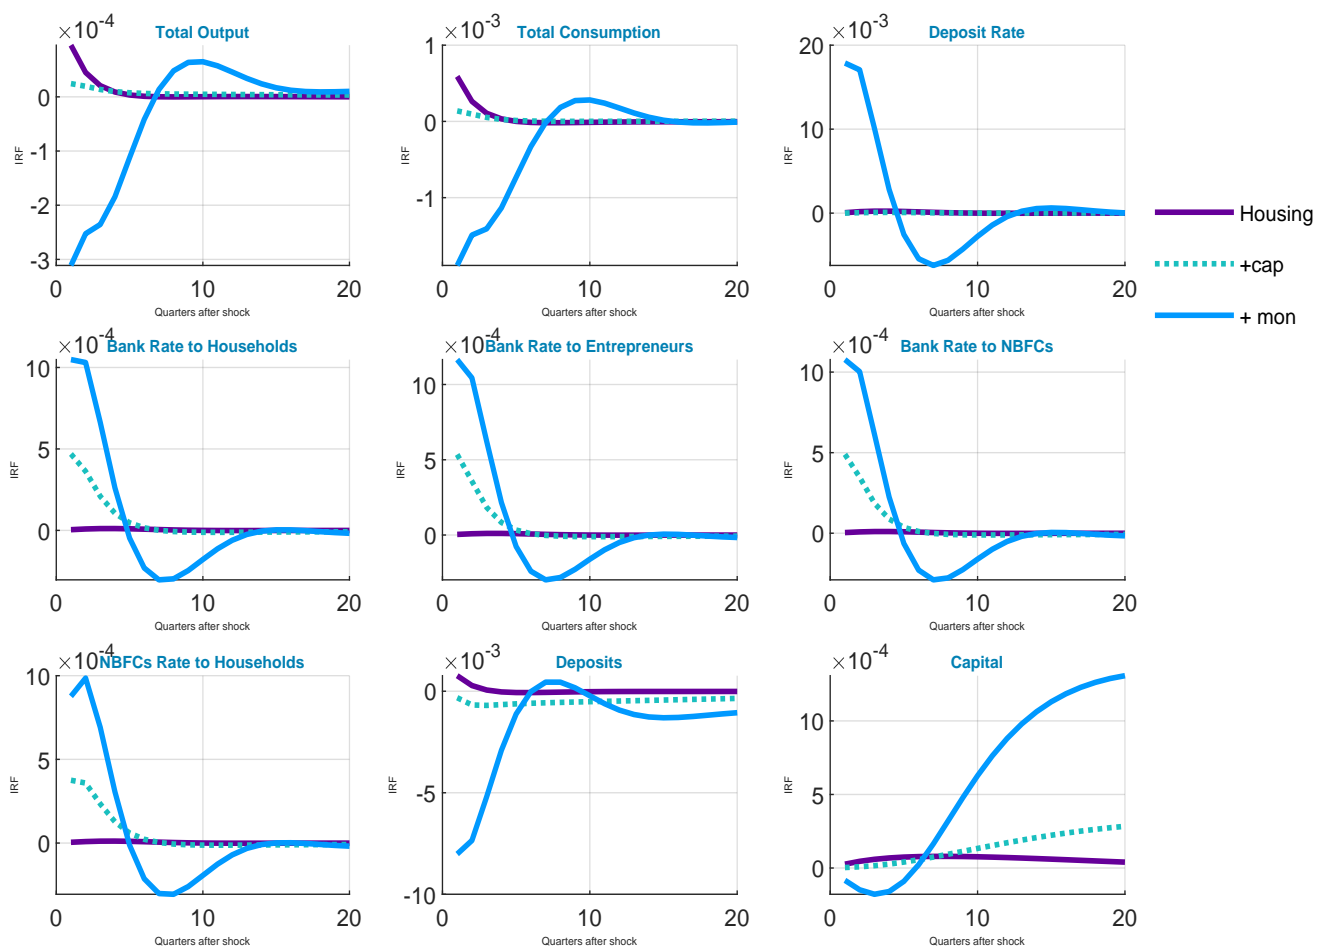 ×10-4
Total Output
0
-1
-2
-3
IRF
0 10 20
Quarters after shock
×10-3
Total Consumption
1
0
-1
IRF
0 10 20
Quarters after shock
×10-3
Deposit Rate
20
10
0
IRF
0 10 20
Quarters after shock
Housing
+cap
+ mon
×10-4
Bank Rate to Households
10
5
0
IRF
0 10 20
Quarters after shock
×10-4
Bank Rate to Entrepreneurs
10
5
0
IRF
0 10 20
Quarters after shock
×10-4
Bank Rate to NBFCs
10
5
0
IRF
0 10 20
Quarters after shock
×10-4
NBFCs Rate to Households
10
5
0
IRF
0 10 20
Quarters after shock
×10-3
Deposits
0
-5
-10
IRF
0 10 20
Quarters after shock
×10-4
Capital
10
5
0
IRF
0 10 20
Quarters after shock